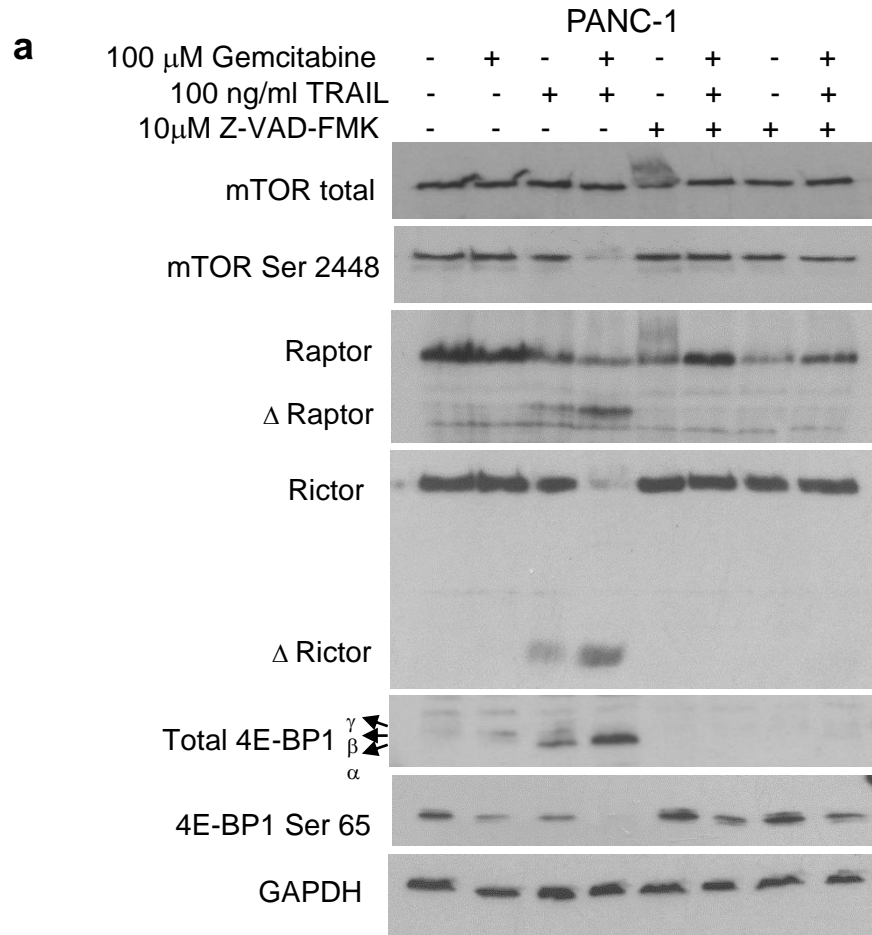 PANC-1
a
100 μM Gemcitabine - + - + - + - +
100 ng/ml TRAIL - - + + - + - +
10μM Z-VAD-FMK - - - - + + + +
mTOR total
mTOR Ser 2448
Raptor
Δ Raptor
Rictor
Δ Rictor
γ
Total 4E-BP1 β
α
4E-BP1 Ser 65
GAPDH